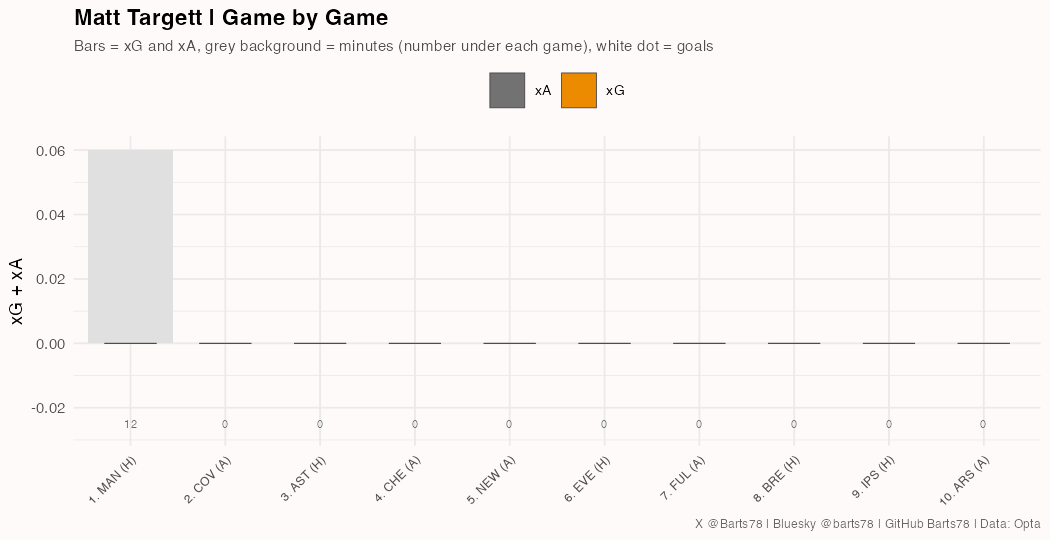 Matt Targett | Game by Game
Bars = xG and xA, grey background = minutes (number under each game), white dot = goals
xA xG
xG + xA
0.06
0.04
0.02
0.00
-0.02
12 0 0 0 0 0 0 0 0 0
1. MAN (H) 2. COV (A) 3. AST (H) 4. CHE (A) 5. NEW (A) 6. EVE (H) 7. FUL (A) 8. BRE (H) 9. IPS (H) 10. ARS (A)
X @Barts78 | Bluesky @barts78 | GitHub Barts78 | Data: Opta